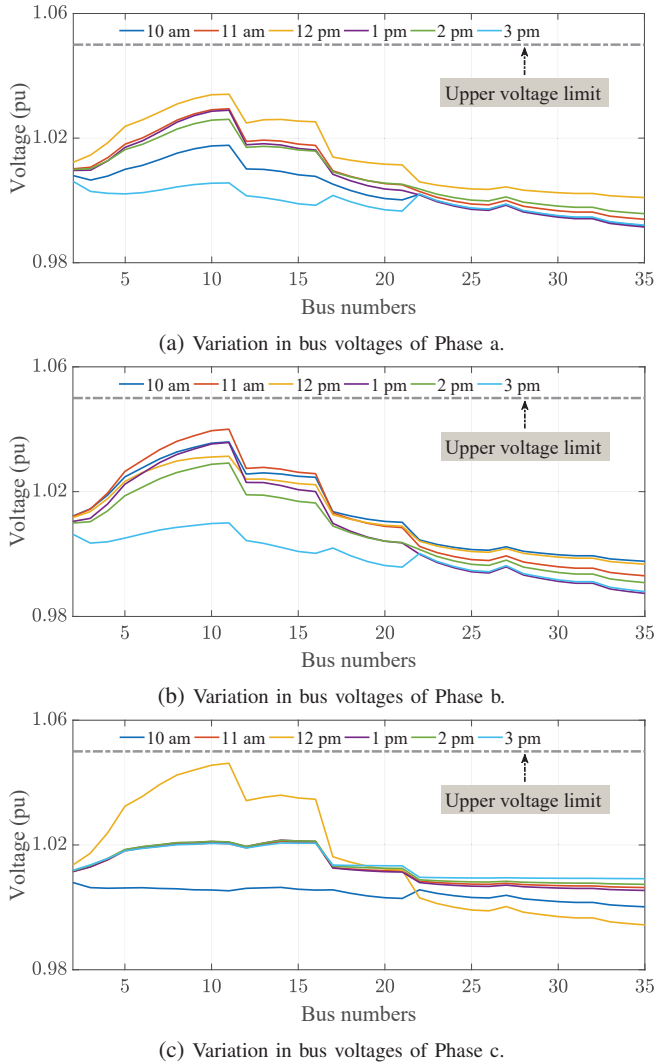 1.06
10 am 11 am 12 pm 1 pm 2 pm 3 pm
Upper voltage limit
1.02
0.98
Voltage (pu)
5 10 15 20 25 30 35
Bus numbers
(a) Variation in bus voltages of Phase a.
1.06
10 am 11 am 12 pm 1 pm 2 pm 3 pm
Upper voltage limit
1.02
0.98
Voltage (pu)
5 10 15 20 25 30 35
Bus numbers
(b) Variation in bus voltages of Phase b.
1.06
10 am 11 am 12 pm 1 pm 2 pm 3 pm
Upper voltage limit
1.02
0.98
Voltage (pu)
5 10 15 20 25 30 35
Bus numbers
(c) Variation in bus voltages of Phase c.